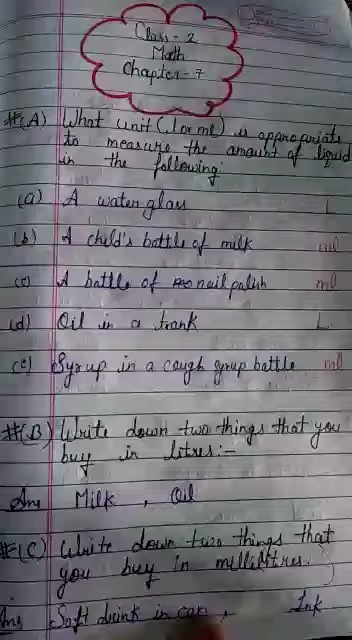 Class - 2
Math
Chapter - 7
#(A) What unit (l or ml) is appropriate
to measure the amount of liquid
in the following:
(a) A water glass L
(b) A child's bottle of milk ml
(c) A battle of nail polish ml
(d) Oil in a trank L
(e) Syrup in a cough syrup battle ml
#(B) Write down two things that you
buy in litres:-
Ans Milk, Oil
#(C) Write down two things that
you buy in millilitres.
Ans Soft drink in can, Ink